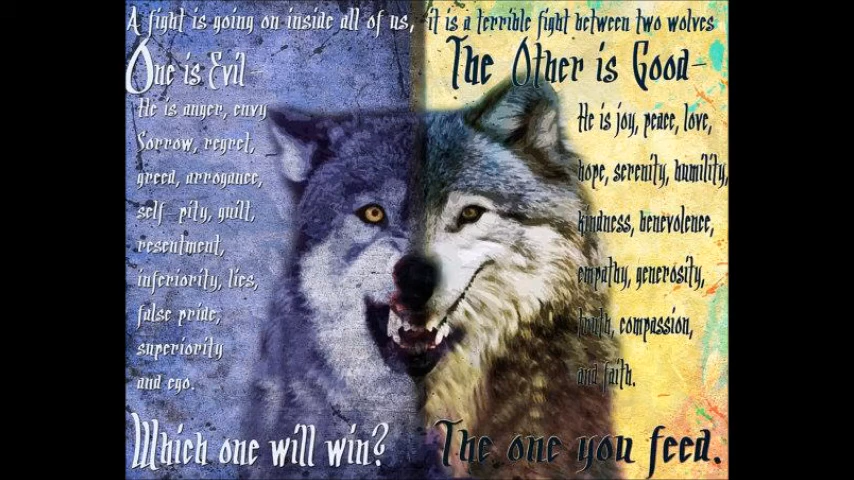 A fight is going on inside all of us, it is a terrible fight between two wolves
One is Evil-
He is anger, envy
Sorrow, regret,
greed, arrogance,
self- pity, guilt,
resentment,
inferiority, lies,
false pride,
superiority
and ego.
The Other is Good-
He is joy, peace, love,
hope, serenity, humility,
kindness, benevolence,
empathy, generosity,
truth, compassion,
and faith.
Which one will win?
The one you feed.